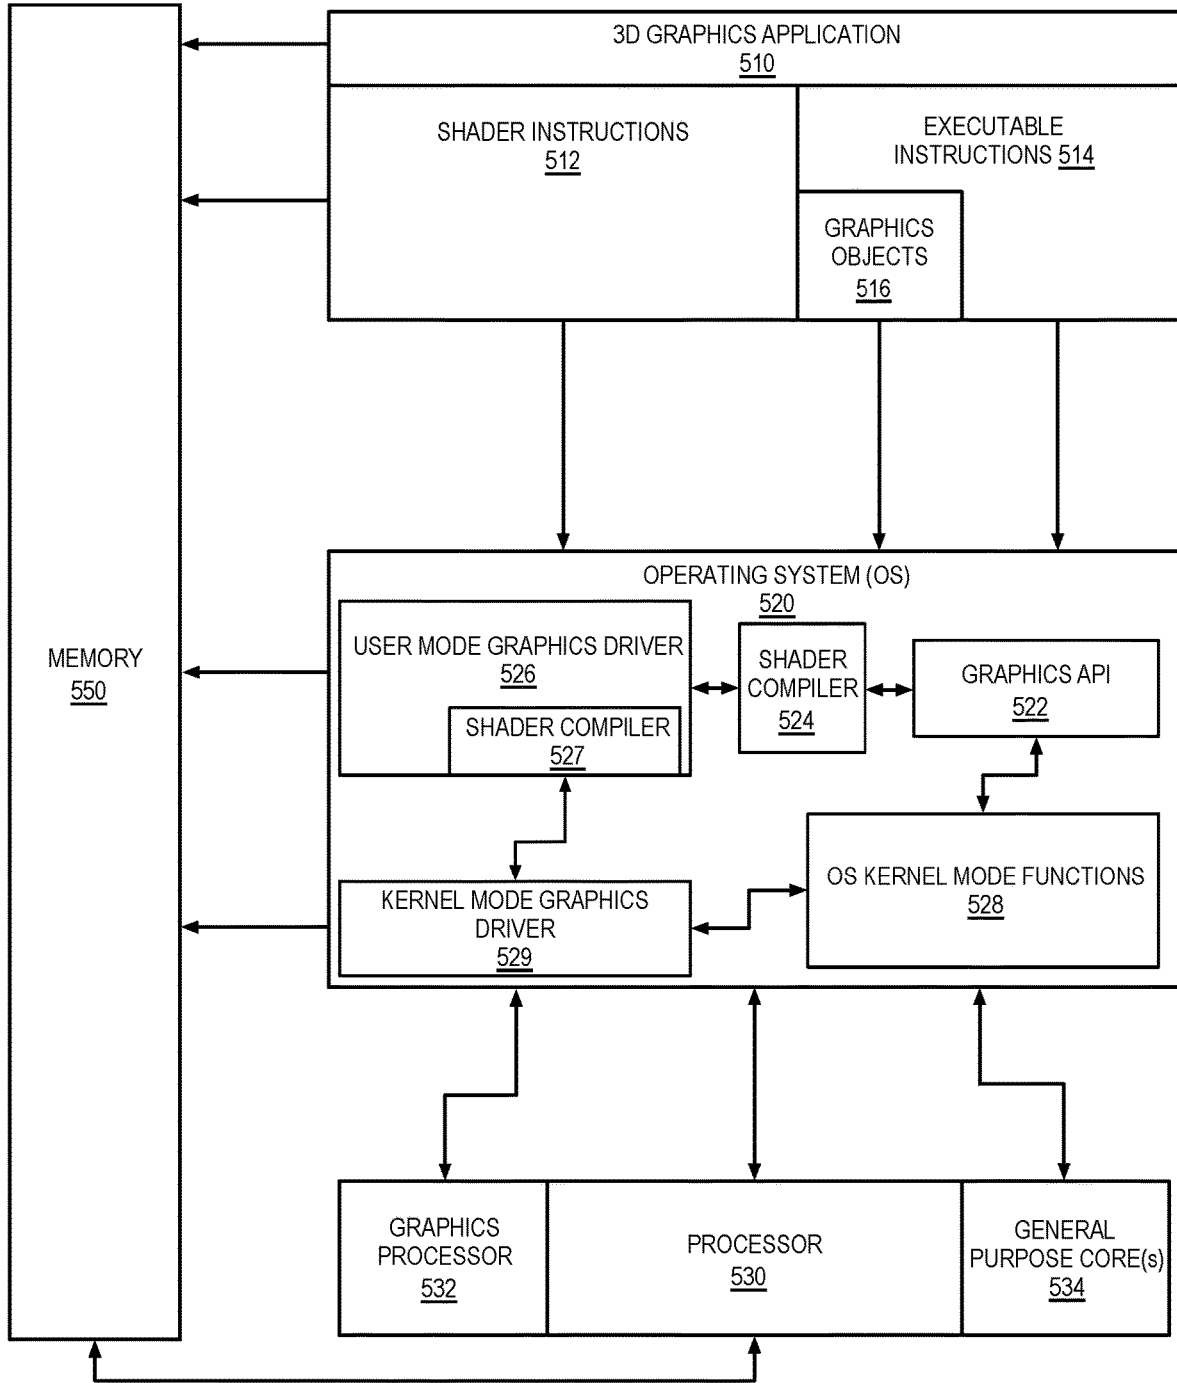 3D GRAPHICS APPLICATION
510
SHADER INSTRUCTIONS
512
EXECUTABLE
INSTRUCTIONS 514
GRAPHICS
OBJECTS
516
MEMORY
550
OPERATING SYSTEM (OS)
520
USER MODE GRAPHICS DRIVER
526
SHADER COMPILER
527
SHADER
COMPILER
524
GRAPHICS API
522
KERNEL MODE GRAPHICS
DRIVER
529
OS KERNEL MODE FUNCTIONS
528
GRAPHICS
PROCESSOR
532
PROCESSOR
530
GENERAL
PURPOSE CORE(s)
534